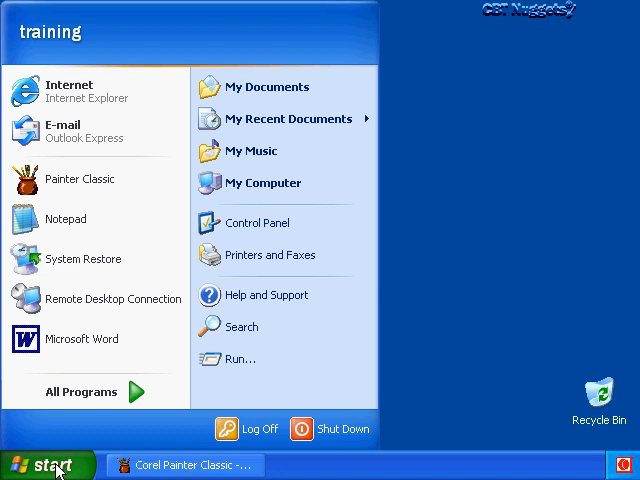 CBT Nuggets
training
Internet
Internet Explorer
E-mail
Outlook Express
Painter Classic
Notepad
System Restore
Remote Desktop Connection
Microsoft Word
All Programs
My Documents
My Recent Documents
My Music
My Computer
Control Panel
Printers and Faxes
Help and Support
Search
Run...
Log Off
Shut Down
Recycle Bin
start
Corel Painter Classic -...